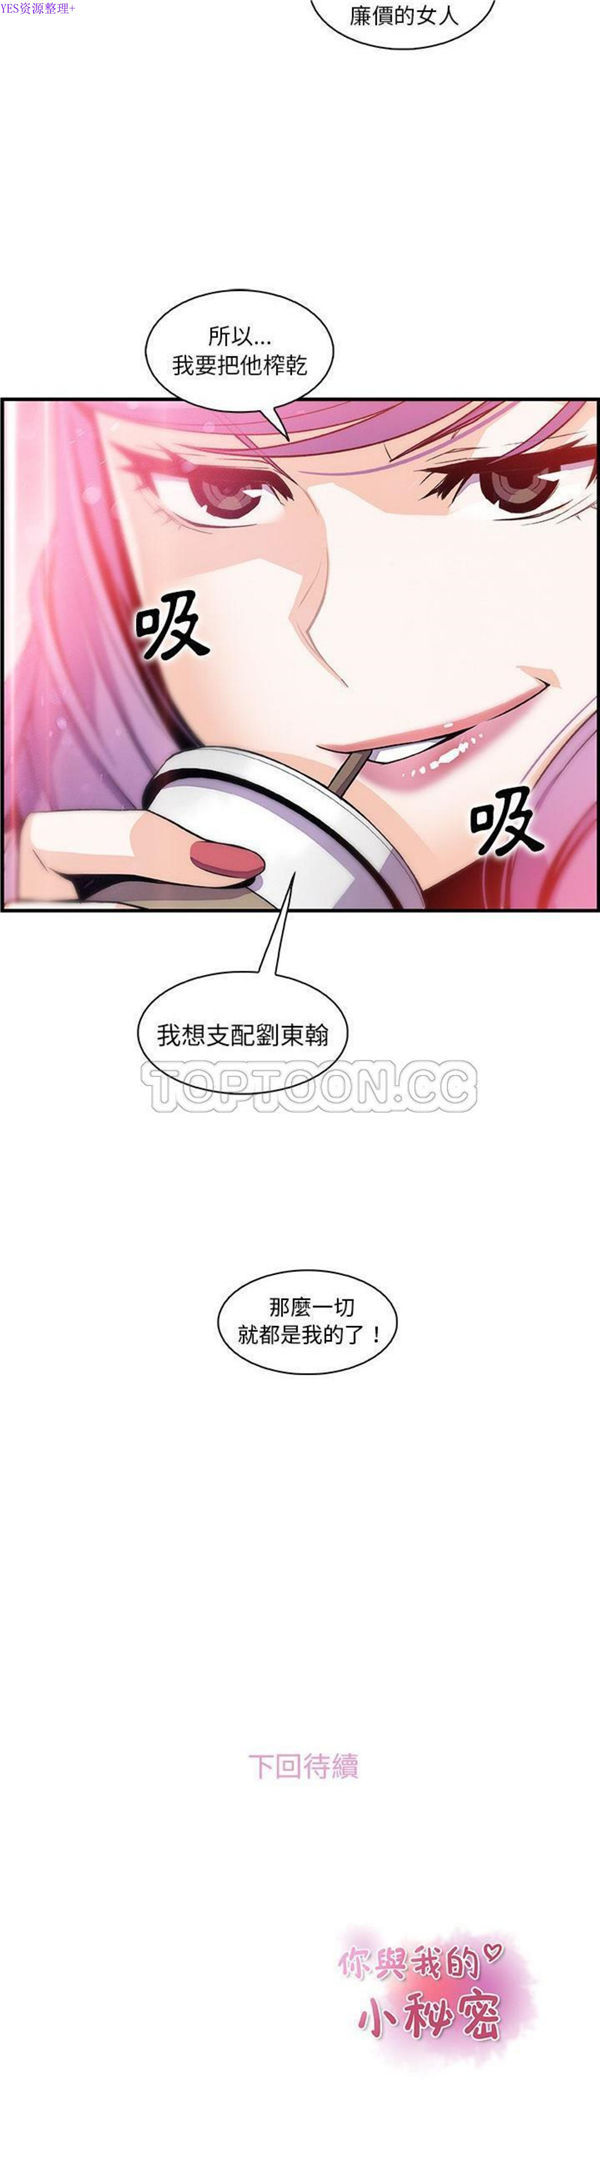 YES资源整理+
廉價的女人
所以...
我要把他榨乾
吸
吸
我想支配劉東翰
TOPTOON.CC
那麼一切
就都是我的了！
下回待續
你與我的♡
小秘密